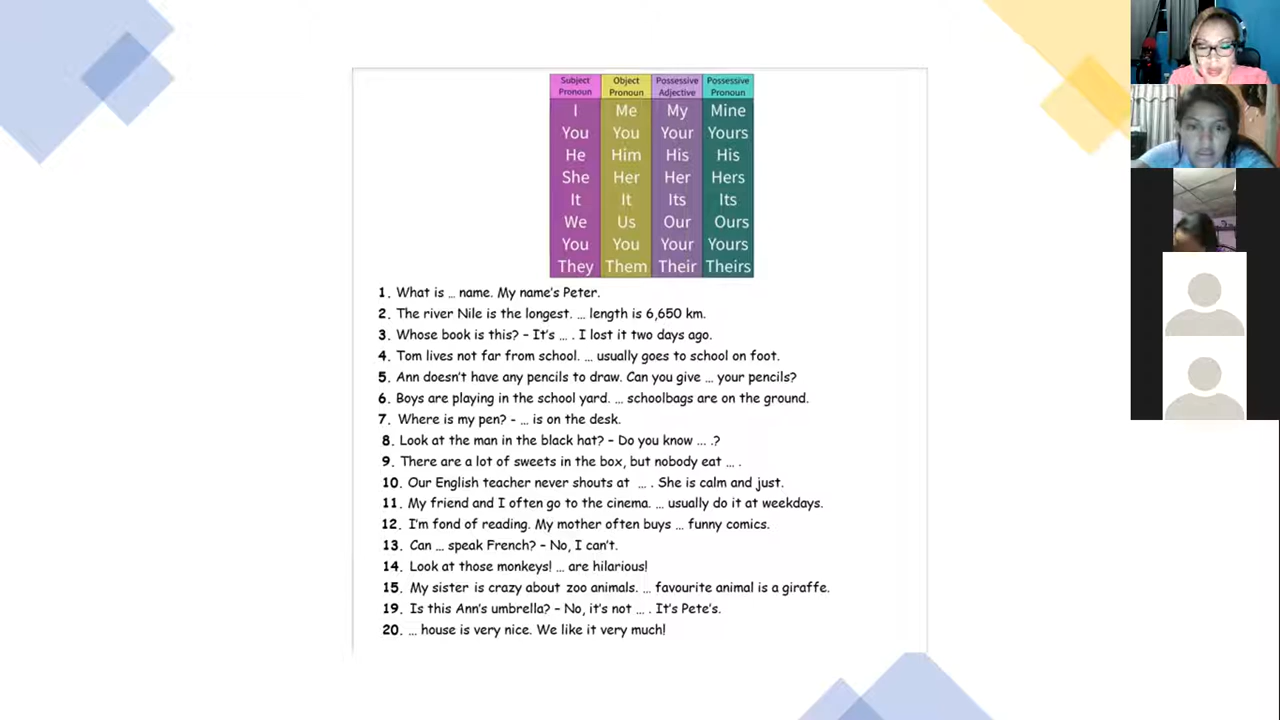 Subject Pronoun Object Pronoun Possessive Adjective Possessive Pronoun
I Me My Mine
You You Your Yours
He Him His His
She Her Her Hers
It It Its Its
We Us Our Ours
You You Your Yours
They Them Their Theirs
1. What is … name. My name's Peter.
2. The river Nile is the longest. … length is 6,650 km.
3. Whose book is this? – It's … . I lost it two days ago.
4. Tom lives not far from school. … usually goes to school on foot.
5. Ann doesn't have any pencils to draw. Can you give … your pencils?
6. Boys are playing in the school yard. … schoolbags are on the ground.
7. Where is my pen? - … is on the desk.
8. Look at the man in the black hat? – Do you know … .?
9. There are a lot of sweets in the box, but nobody eat … .
10. Our English teacher never shouts at … . She is calm and just.
11. My friend and I often go to the cinema. … usually do it at weekdays.
12. I'm fond of reading. My mother often buys … funny comics.
13. Can … speak French? – No, I can't.
14. Look at those monkeys! … are hilarious!
15. My sister is crazy about zoo animals. … favourite animal is a giraffe.
19. Is this Ann's umbrella? – No, it's not … . It's Pete's.
20. … house is very nice. We like it very much!